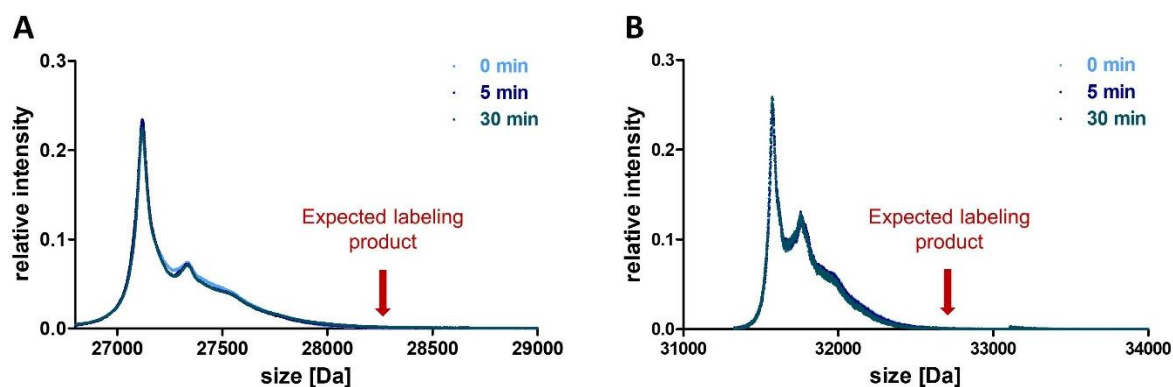 A
0.3
0.2
0.1
0.0
relative intensity
0 min
5 min
30 min
Expected labeling
product
27000 27500 28000 28500 29000
size [Da]
B
0.3
0.2
0.1
0.0
relative intensity
0 min
5 min
30 min
Expected labeling
product
31000 32000 33000 34000
size [Da]